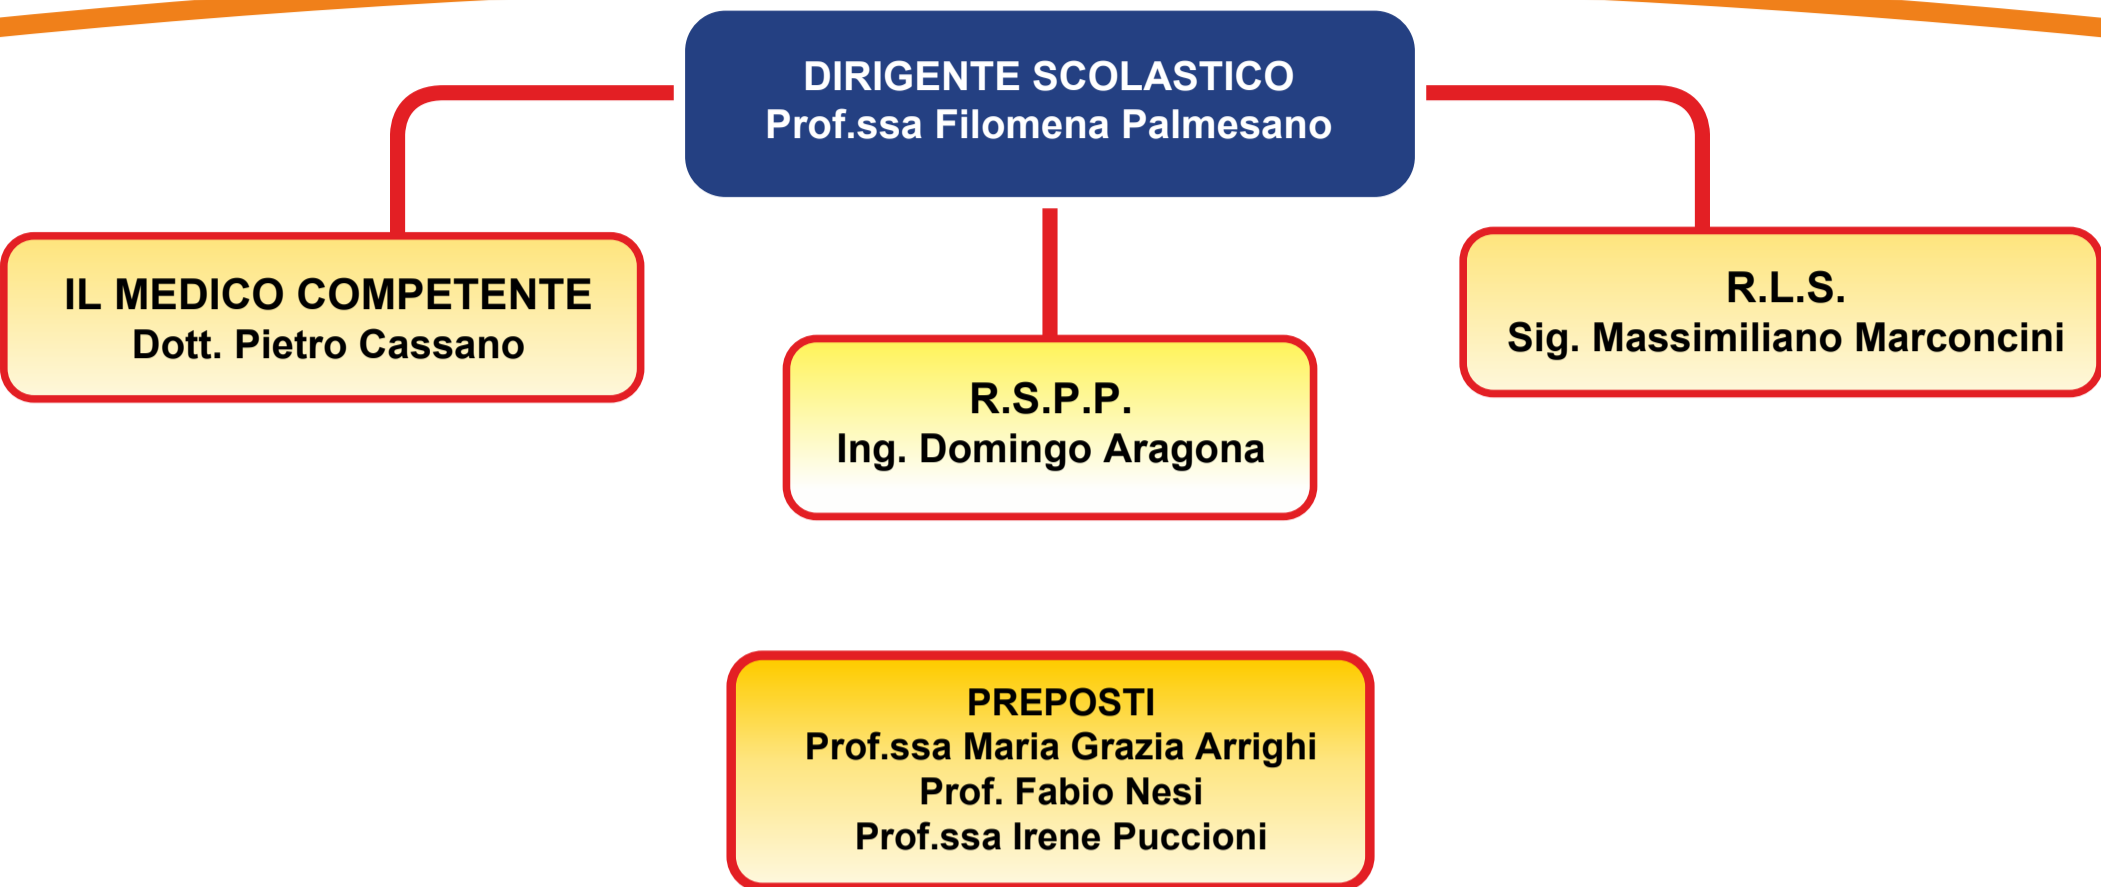 DIRIGENTE SCOLASTICO
Prof.ssa Filomena Palmesano
IL MEDICO COMPETENTE
Dott. Pietro Cassano
R.S.P.P.
Ing. Domingo Aragona
R.L.S.
Sig. Massimiliano Marconcini
PREPOSTI
Prof.ssa Maria Grazia Arrighi
Prof. Fabio Nesi
Prof.ssa Irene Puccioni